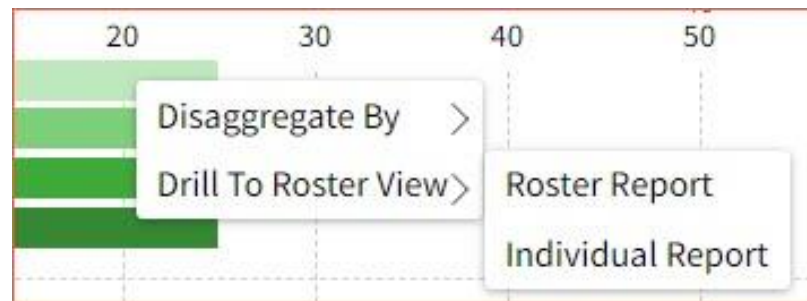 20 30 40 50
Disaggregate By
Drill To Roster View
Roster Report
Individual Report